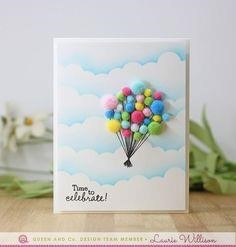 Time
to
celebrate!
QUEEN AND CO. DESIGN TEAM MEMBER • Laurie Willison